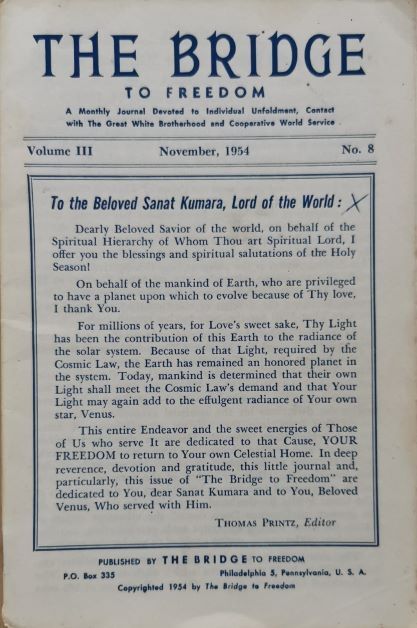 THE BRIDGE
TO FREEDOM
A Monthly Journal Devoted to Individual Unfoldment, Contact
with The Great White Brotherhood and Cooperative World Service
Volume III November, 1954 No. 8
To the Beloved Sanat Kumara, Lord of the World: X
Dearly Beloved Savior of the world, on behalf of the
Spiritual Hierarchy of Whom Thou art Spiritual Lord, I
offer you the blessings and spiritual salutations of the Holy
Season!
On behalf of the mankind of Earth, who are privileged
to have a planet upon which to evolve because of Thy love,
I thank You.
For millions of years, for Love's sweet sake, Thy Light
has been the contribution of this Earth to the radiance of
the solar system. Because of that Light, required by the
Cosmic Law, the Earth has remained an honored planet in
the system. Today, mankind is determined that their own
Light shall meet the Cosmic Law's demand and that Your
Light may again add to the effulgent radiance of Your own
star, Venus.
This entire Endeavor and the sweet energies of Those
of Us who serve It are dedicated to that Cause, YOUR
FREEDOM to return to Your own Celestial Home. In deep
reverence, devotion and gratitude, this little journal and,
particularly, this issue of "The Bridge to Freedom" are
dedicated to You, dear Sanat Kumara and to You, Beloved
Venus, Who served with Him.
THOMAS PRINTZ, Editor
PUBLISHED BY THE BRIDGE TO FREEDOM
P.O. Box 335 Philadelphia 5, Pennsylvania, U. S. A.
Copyrighted 1954 by The Bridge to Freedom